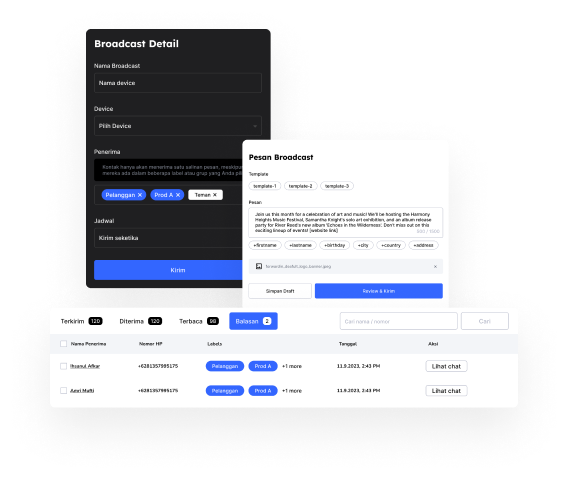 Broadcast Detail
Nama Broadcast
Nama device
Device
Pilih Device
Penerima
Kontak hanya akan menerima satu salinan pesan, meskipun
mereka ada dalam beberapa label atau grup yang Anda pili
Pelanggan ×
Prod A ×
Teman ×
Jadwal
Kirim seketika
Kirim
Pesan Broadcast
Template
template-1
template-2
template-3
Pesan
Join us this month for a celebration of art and music! We'll be hosting the Harmony
Heights Music Festival, Samantha Knight's solo art exhibition, and an album release
party for River Reed's new album 'Echoes in the Wilderness'. Don't miss out on this
exciting lineup of events! [website link]
+firstname
+lastname
+birthday
+city
+country
+address
Simpan Draft
Review & Kirim
Terkirim 120
Diterima 120
Terbaca 98
Balasan 2
Cari nama / nomor
Cari
Nama Penerima
Nomor HP
Labels
Tanggal
Aksi
Ihsanul Afkar
+6281357995175
Pelanggan
Prod A
+1 more
11.9.2023, 2:43 PM
Lihat chat
Amri Mufti
+6281357995175
Pelanggan
Prod A
+1 more
11.9.2023, 2:43 PM
Lihat chat